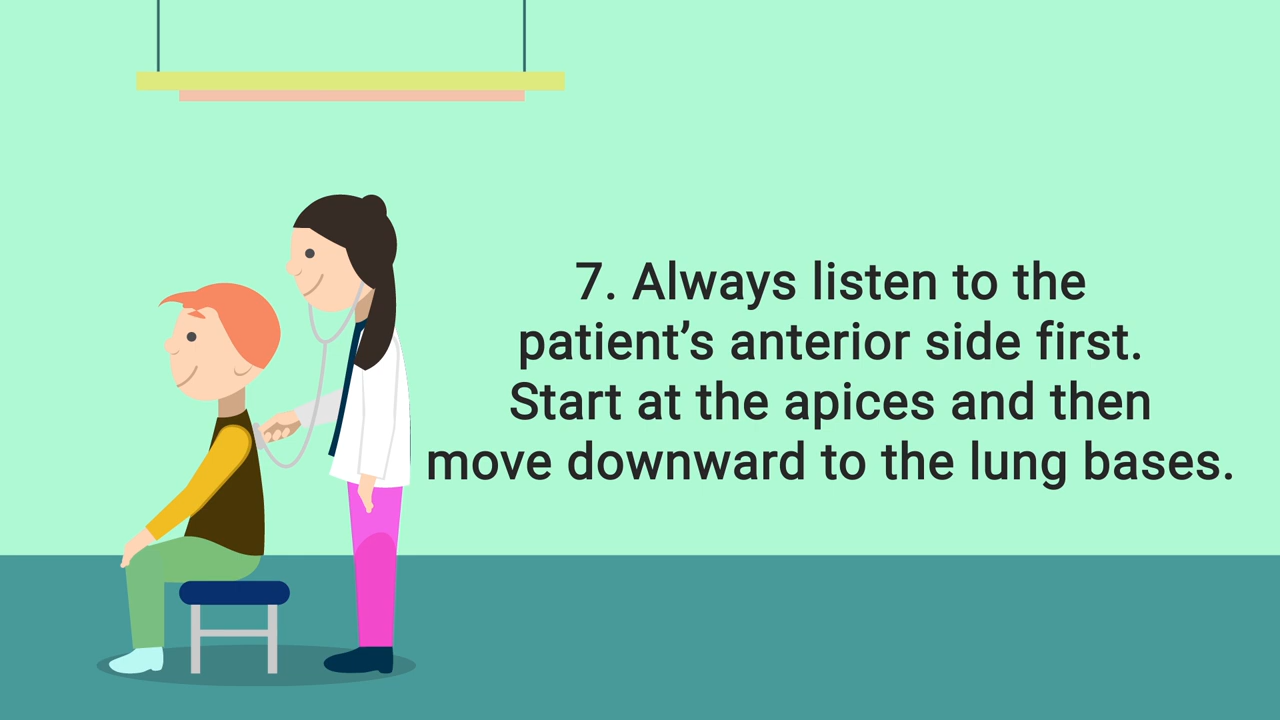 7. Always listen to the
patient’s anterior side first.
Start at the apices and then
move downward to the lung bases.